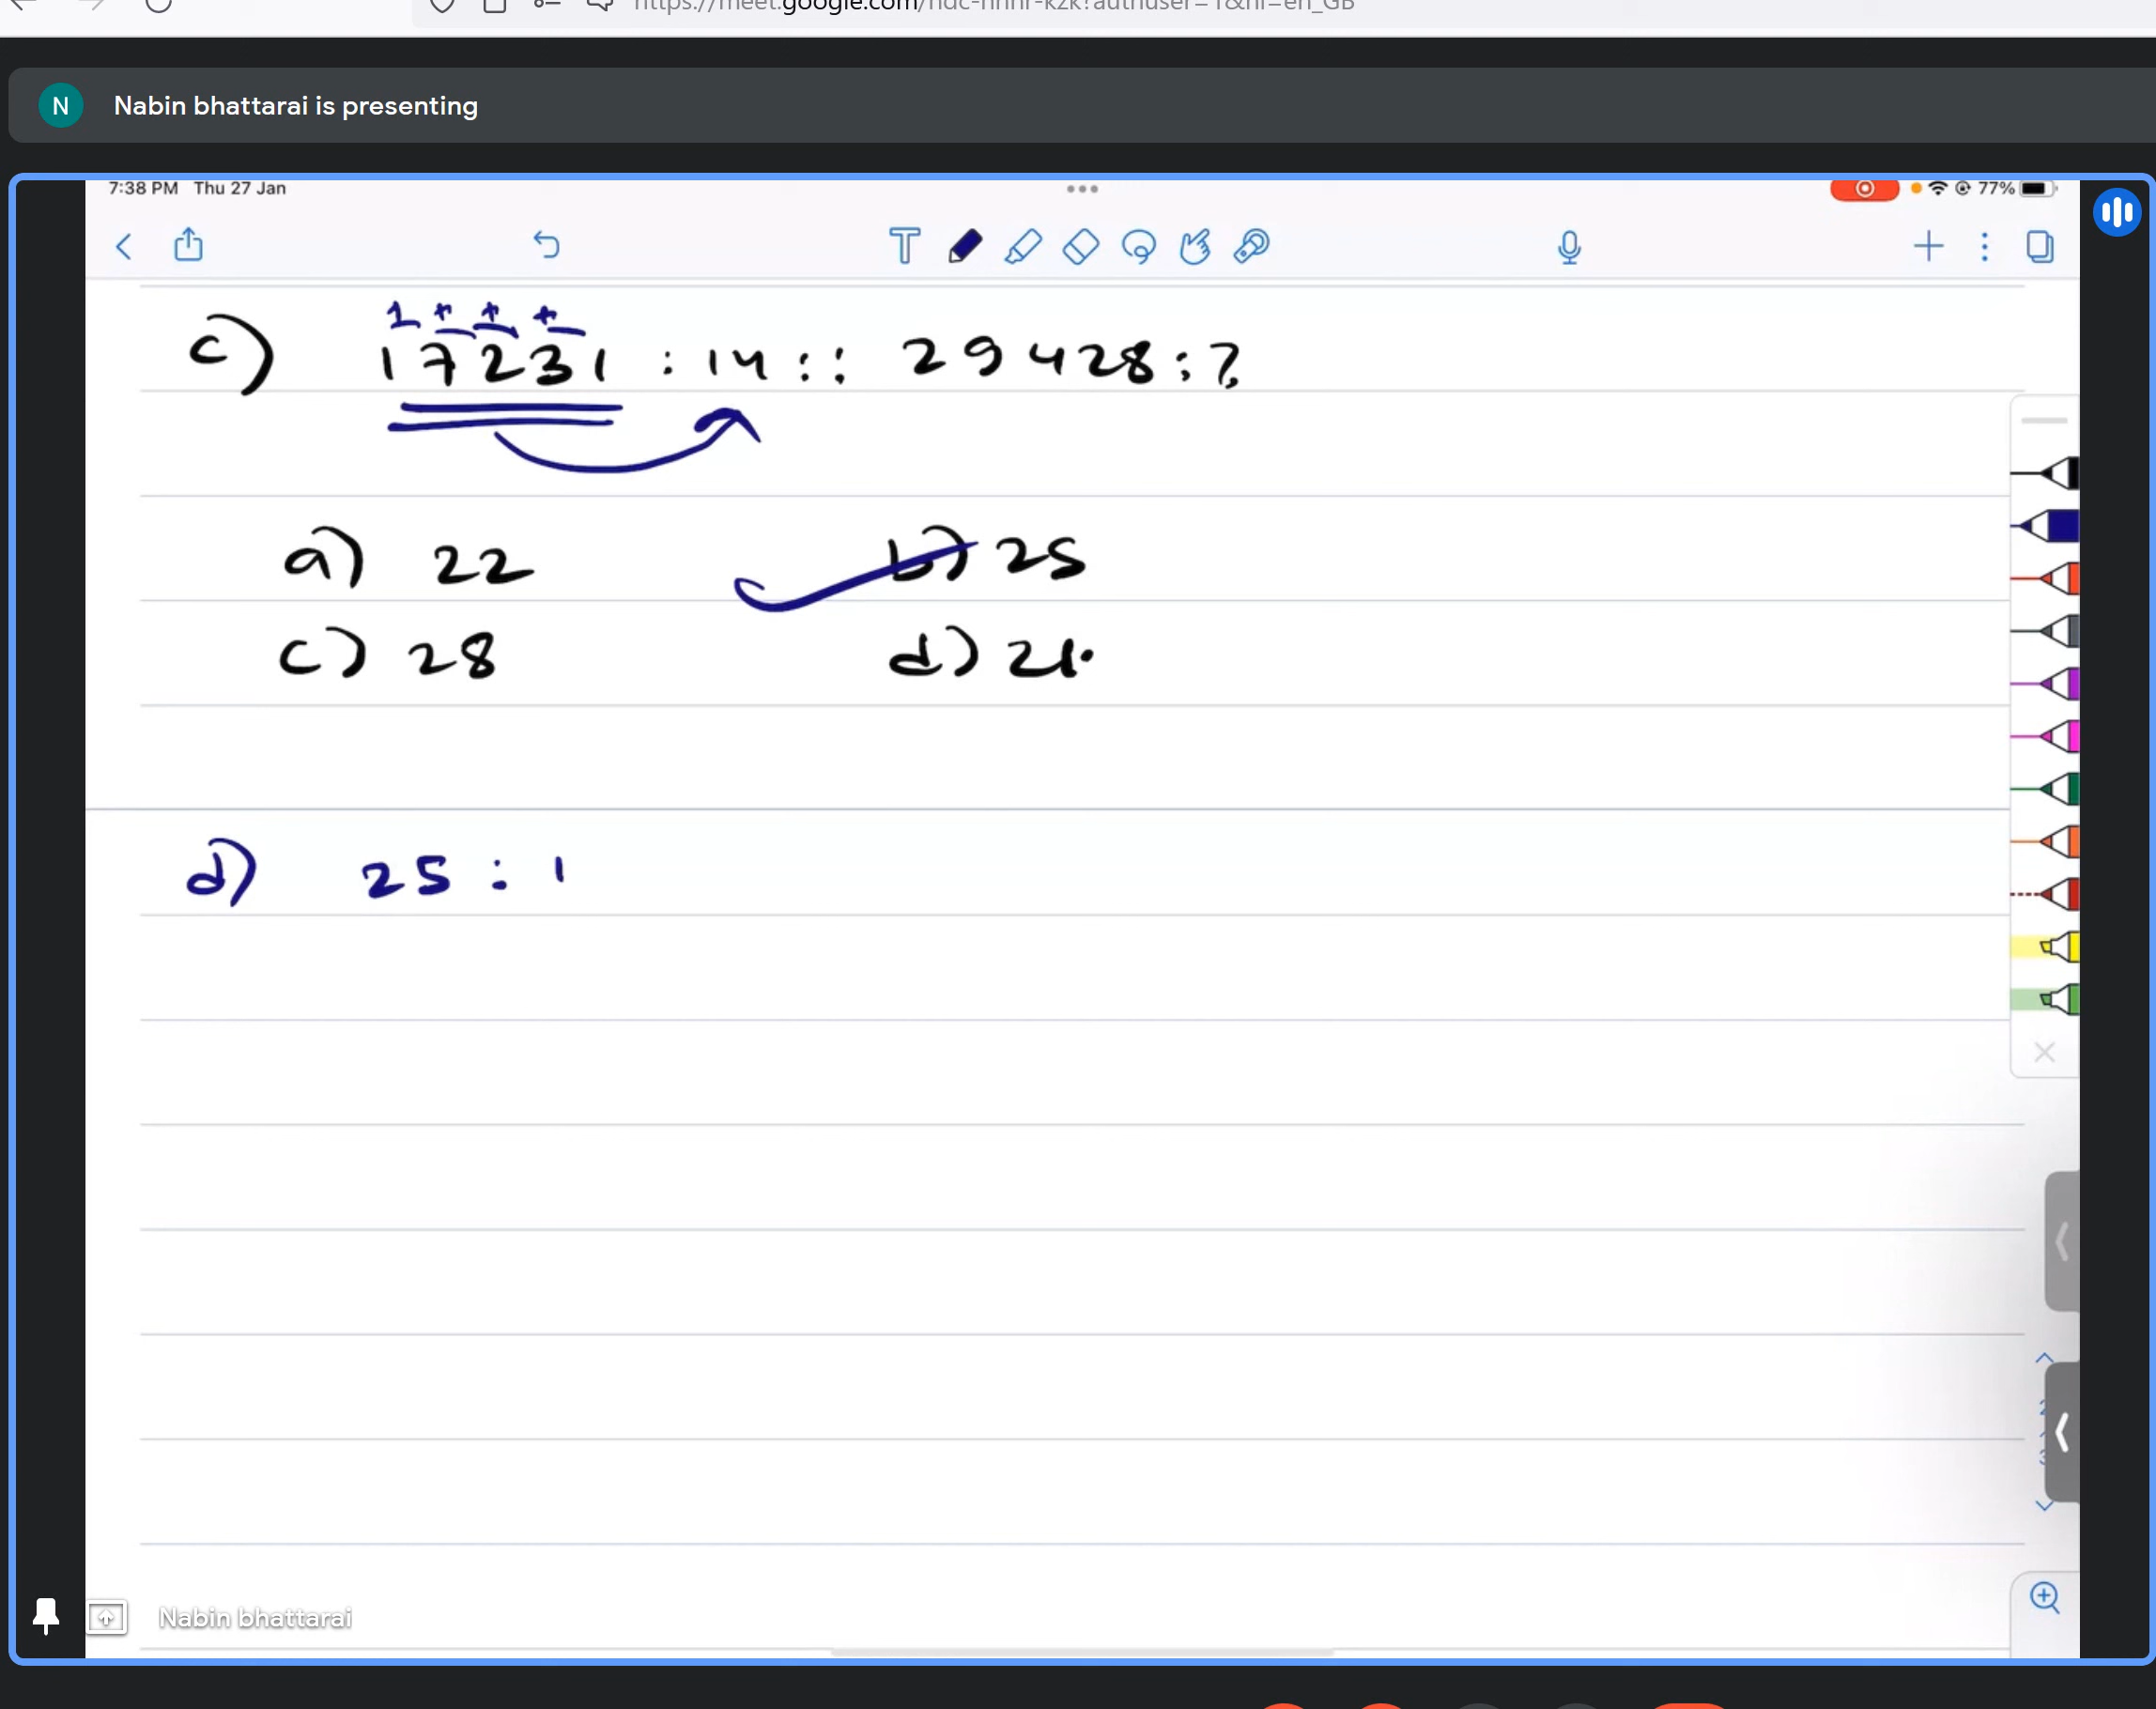 Nabin bhattarai is presenting
N
7:38 PM Thu 27 Jan
77%
1 + + +
c) 17231 : 14 :: 29428 : ?
a) 22 b) 25
c) 28 d) 21.
d) 25 : 1
Nabin bhattarai